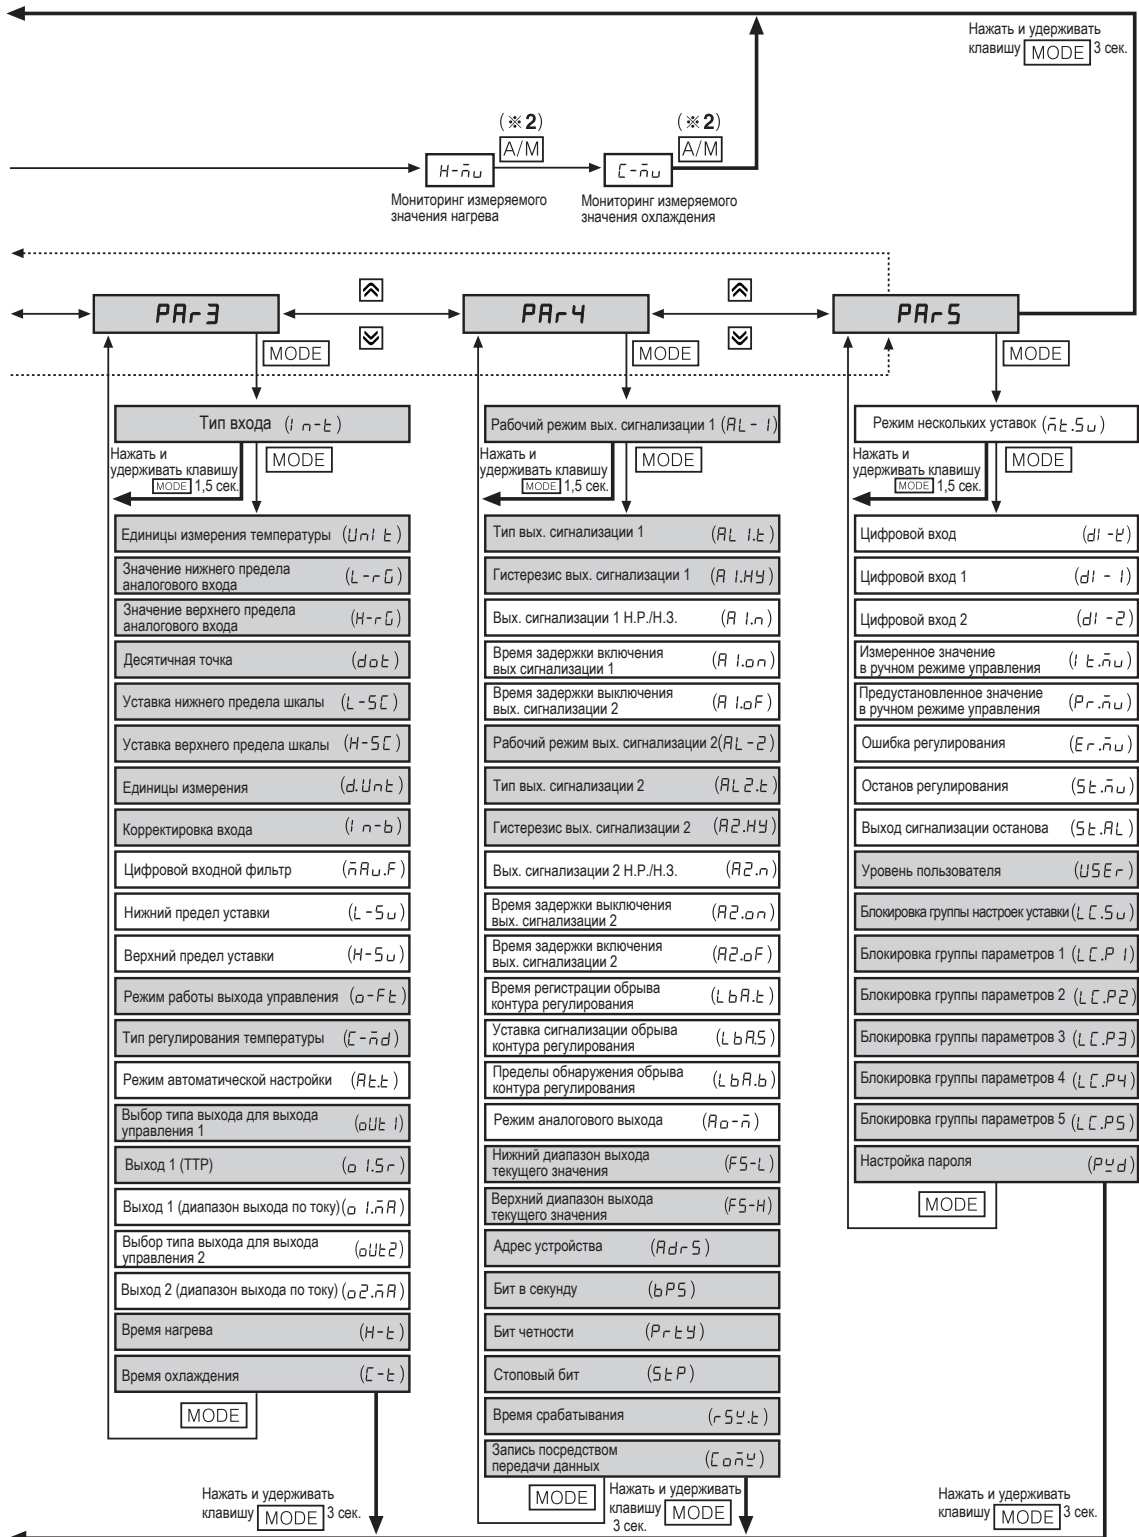 Нажать и удерживать
клавишу MODE 3 сек.
(※2)
(※2)
A/M
A/M
H-ñu
C-ñu
Мониторинг измеряемого
значения нагрева
Мониторинг измеряемого
значения охлаждения
PAr3
PAr4
PAr5
MODE
MODE
MODE
Тип входа (In-t)
Нажать и
удерживать клавишу
MODE 1,5 сек.
MODE
Единицы измерения температуры (UnIt)
Значение нижнего предела
аналогового входа (L-rG)
Значение верхнего предела
аналогового входа (H-rG)
Десятичная точка (dot)
Уставка нижнего предела шкалы (L-SC)
Уставка верхнего предела шкалы (H-SC)
Единицы измерения (d.Unt)
Корректировка входа (In-b)
Цифровой входной фильтр (ñAu.F)
Нижний предел уставки (L-Su)
Верхний предел уставки (H-Su)
Режим работы выхода управления (o-Ft)
Тип регулирования температуры (C-ñd)
Режим автоматической настройки (At.t)
Выбор типа выхода для выхода
управления 1 (oUt1)
Выход 1 (ТТР) (o1.Sr)
Выход 1 (диапазон выхода по току) (o1.ñA)
Выбор типа выхода для выхода
управления 2 (oUt2)
Выход 2 (диапазон выхода по току) (o2.ñA)
Время нагрева (H-t)
Время охлаждения (C-t)
MODE
Нажать и удерживать
клавишу MODE 3 сек.
Рабочий режим вых. сигнализации 1 (AL-1)
Нажать и
удерживать клавишу
MODE 1,5 сек.
MODE
Тип вых. сигнализации 1 (AL1.t)
Гистерезис вых. сигнализации 1 (A1.HY)
Вых. сигнализации 1 Н.Р./Н.З. (A1.n)
Время задержки включения
вых сигнализации 1 (A1.on)
Время задержки выключения
вых. сигнализации 2 (A1.oF)
Рабочий режим вых. сигнализации 2(AL-2)
Тип вых. сигнализации 2 (AL2.t)
Гистерезис вых. сигнализации 2 (A2.HY)
Вых. сигнализации 2 Н.Р./Н.З. (A2.n)
Время задержки выключения
вых. сигнализации 2 (A2.on)
Время задержки включения
вых. сигнализации 2 (A2.oF)
Время регистрации обрыва
контура регулирования (LbA.t)
Уставка сигнализации обрыва
контура регулирования (LbA.S)
Пределы обнаружения обрыва
контура регулирования (LbA.b)
Режим аналогового выхода (Ao-ñ)
Нижний диапазон выхода
текущего значения (FS-L)
Верхний диапазон выхода
текущего значения (FS-H)
Адрес устройства (AdrS)
Бит в секунду (bPS)
Бит четности (PrtY)
Стоповый бит (StP)
Время срабатывания (rSW.t)
Запись посредством
передачи данных (CoñW)
MODE
Нажать и удерживать
клавишу MODE
3 сек.
Режим нескольких уставок (ñt.Su)
Нажать и
удерживать клавишу
MODE 1,5 сек.
MODE
Цифровой вход (dI-K)
Цифровой вход 1 (dI-1)
Цифровой вход 2 (dI-2)
Измеренное значение
в ручном режиме управления (It.ñu)
Предустановленное значение
в ручном режиме управления (Pr.ñu)
Ошибка регулирования (Er.ñu)
Останов регулирования (St.ñu)
Выход сигнализации останова (St.AL)
Уровень пользователя (USEr)
Блокировка группы настроек уставки (LC.Su)
Блокировка группы параметров 1 (LC.P1)
Блокировка группы параметров 2 (LC.P2)
Блокировка группы параметров 3 (LC.P3)
Блокировка группы параметров 4 (LC.P4)
Блокировка группы параметров 5 (LC.P5)
Настройка пароля (PWd)
MODE
Нажать и удерживать
клавишу MODE 3 сек.